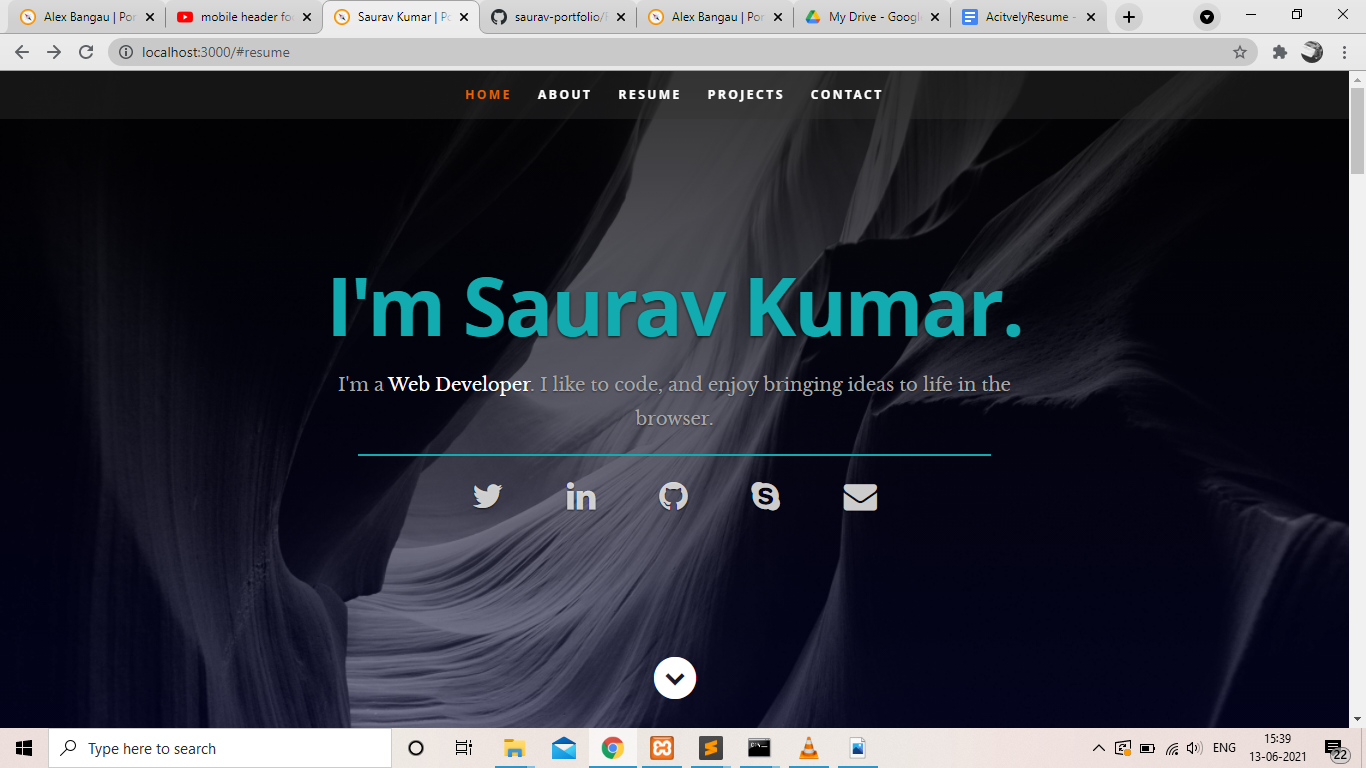 Alex Bangau | Por
mobile header fo
Saurav Kumar | Po
saurav-portfolio/
Alex Bangau | Por
My Drive - Googl
AcitvelyResume -
localhost:3000/#resume
HOME ABOUT RESUME PROJECTS CONTACT
I'm Saurav Kumar.
I'm a Web Developer. I like to code, and enjoy bringing ideas to life in the
browser.
Type here to search
ENG
15:39
13-06-2021
22